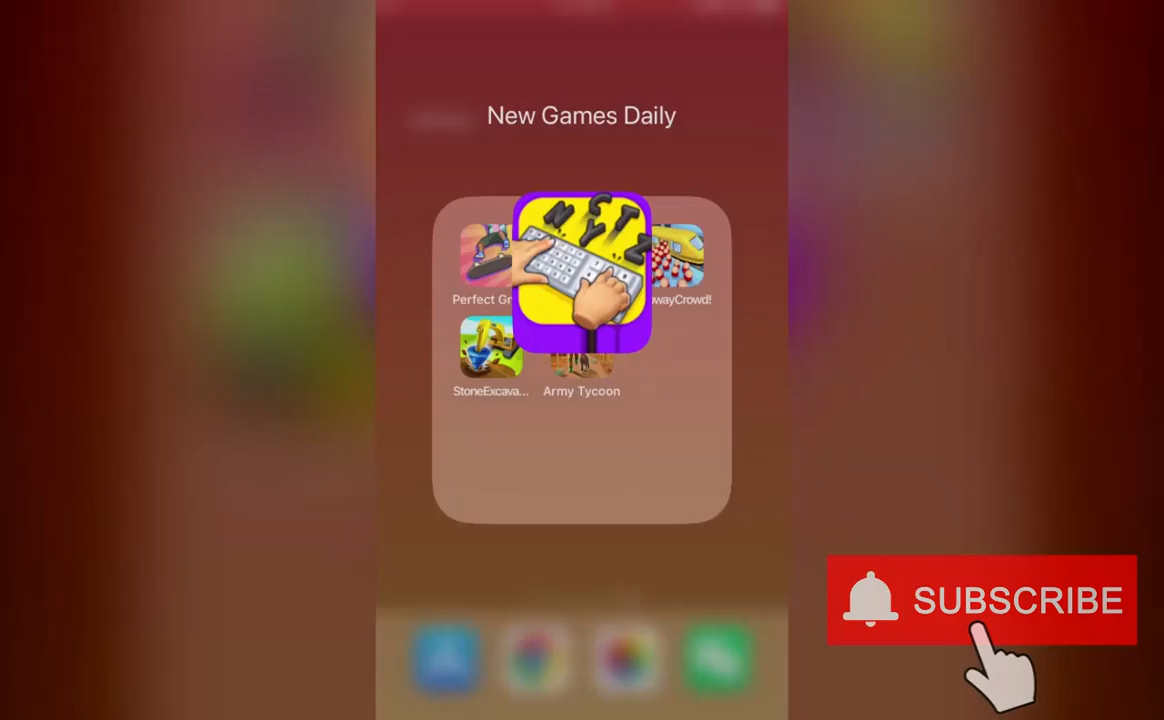 New Games Daily
N C T
Y Z
Perfect Gr
wayCrowd!
StoneExcava...
Army Tycoon
SUBSCRIBE